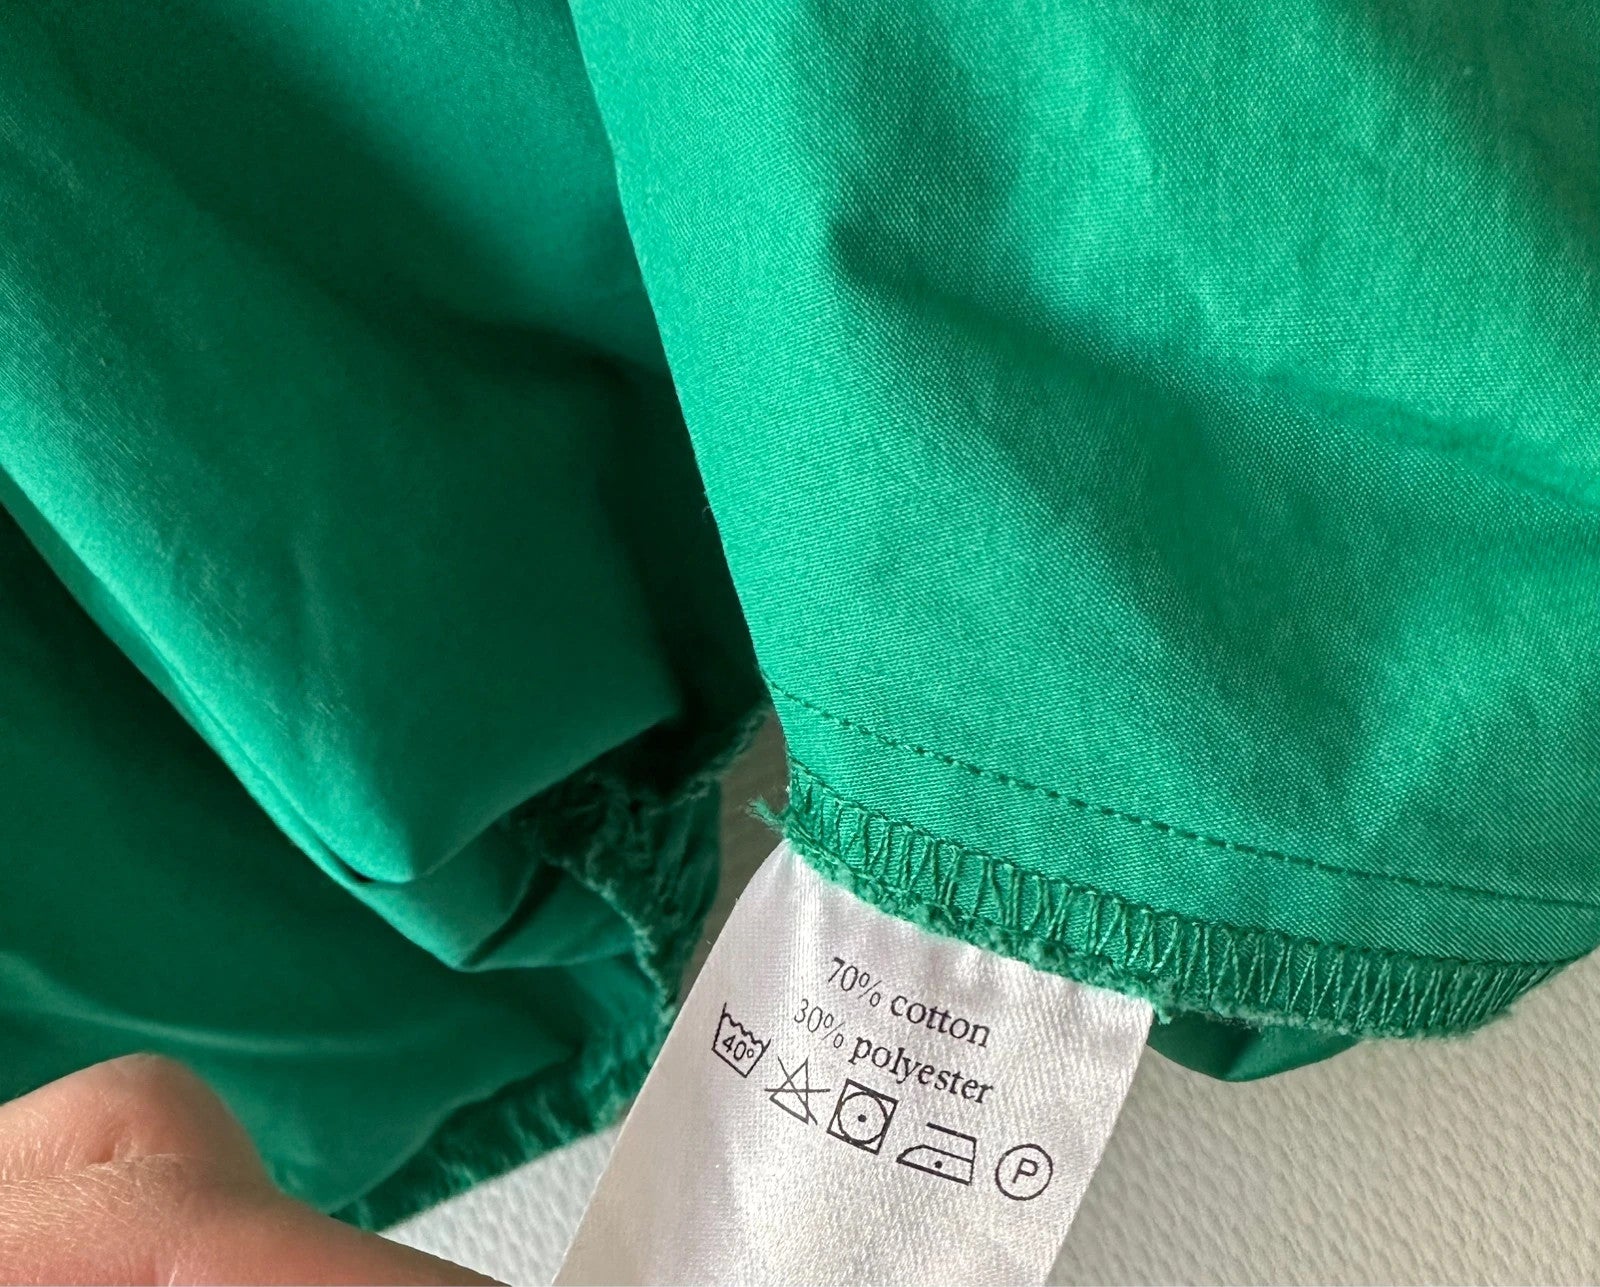 70% cotton
30% polyester
40°
P